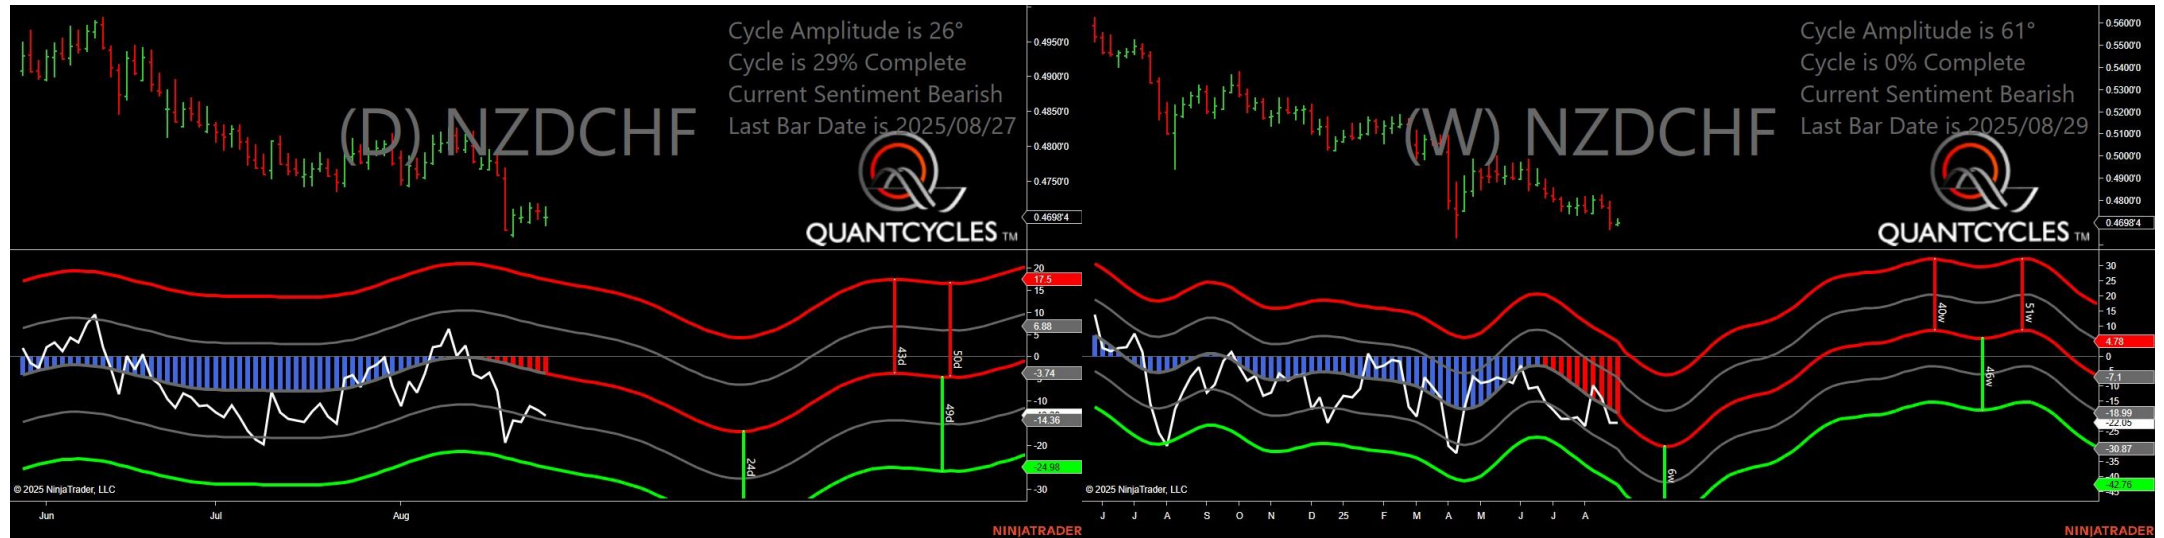 Cycle Amplitude is 26°
Cycle is 29% Complete
Current Sentiment Bearish
Last Bar Date is 2025/08/27
(D) NZDCHF
QUANTCYCLES TM
0.4950'0
0.4900'0
0.4850'0
0.4800'0
0.4750'0
0.4698'4
20
17.5
15
10
6.88
5
0
-3.74
-10
-14.36
-20
-24.98
-30
43d
50d
49d
24d
© 2025 NinjaTrader, LLC
Jun Jul Aug
NINJATRADER
Cycle Amplitude is 61°
Cycle is 0% Complete
Current Sentiment Bearish
Last Bar Date is 2025/08/29
(W) NZDCHF
QUANTCYCLES TM
0.5600'0
0.5500'0
0.5400'0
0.5300'0
0.5200'0
0.5100'0
0.5000'0
0.4900'0
0.4800'0
0.4698'4
30
25
20
15
10
4.78
0
-7.1
-10
-15
-18.99
-22.05
-25
-30.87
-35
-42.76
-45
40w
51w
46w
6w
© 2025 NinjaTrader, LLC
J J A S O N D 25 F M A M J J A
NINJATRADER